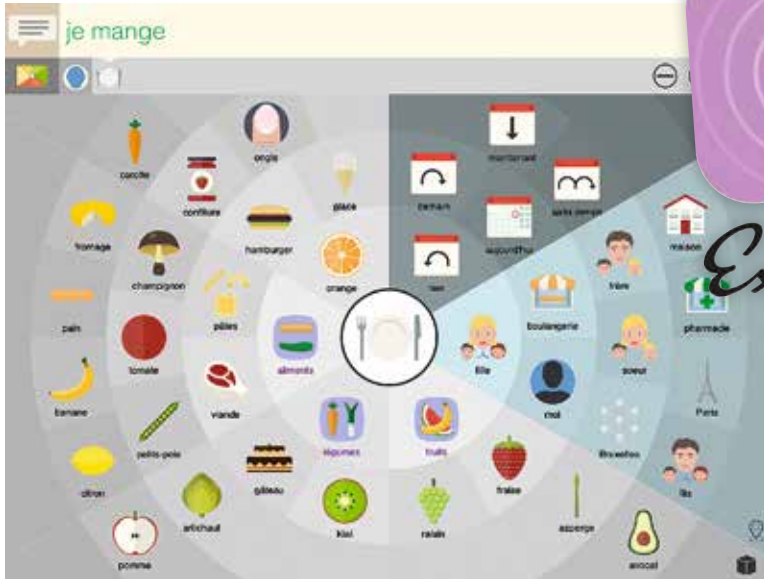 je mange
ongle
carotte
maintenant
confiture
glace
demain
après-demain
fromage
hamburger
aujourd'hui
maison
champignon
orange
hier
frère
pâtes
boulangerie
pain
aliments
fille
pharmacie
tomate
soeur
viande
moi
Paris
banane
légumes
fruits
petits-pois
Bruxelles
citron
gâteau
fraise
fils
artichaut
kiwi
raisin
asperge
pomme
avocat